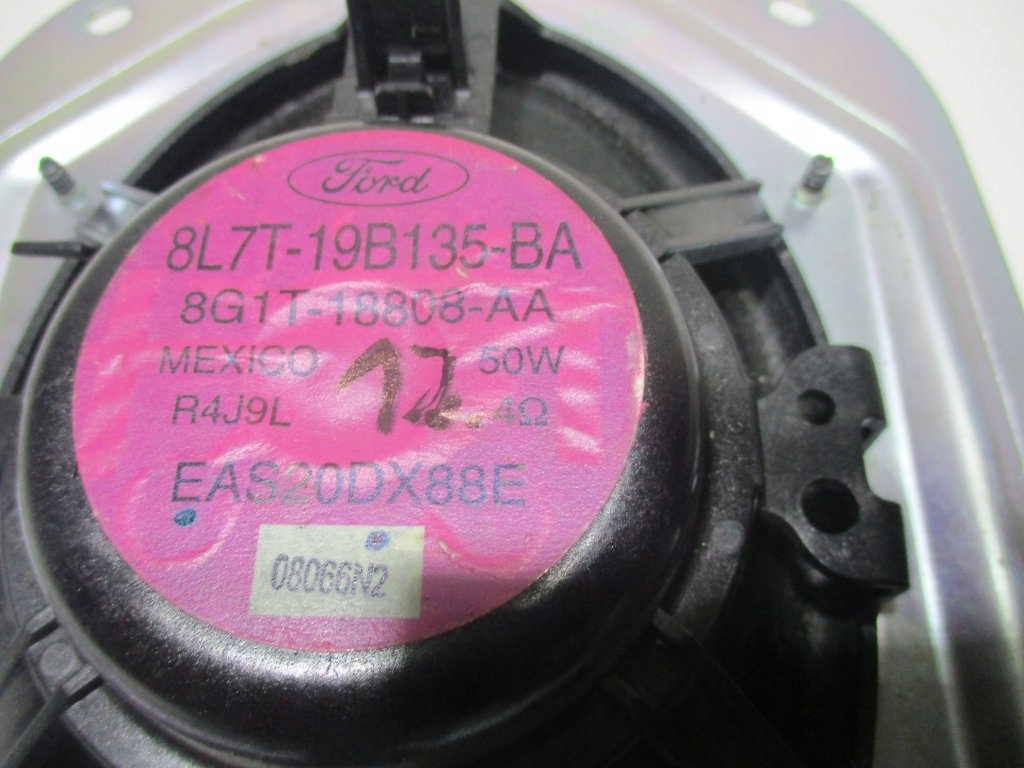 Ford
8L7T-19B135-BA
8G1T-18808-AA
MEXICO 12 50W
R4J9L 4Ω
EAS20DX88E
08066N2